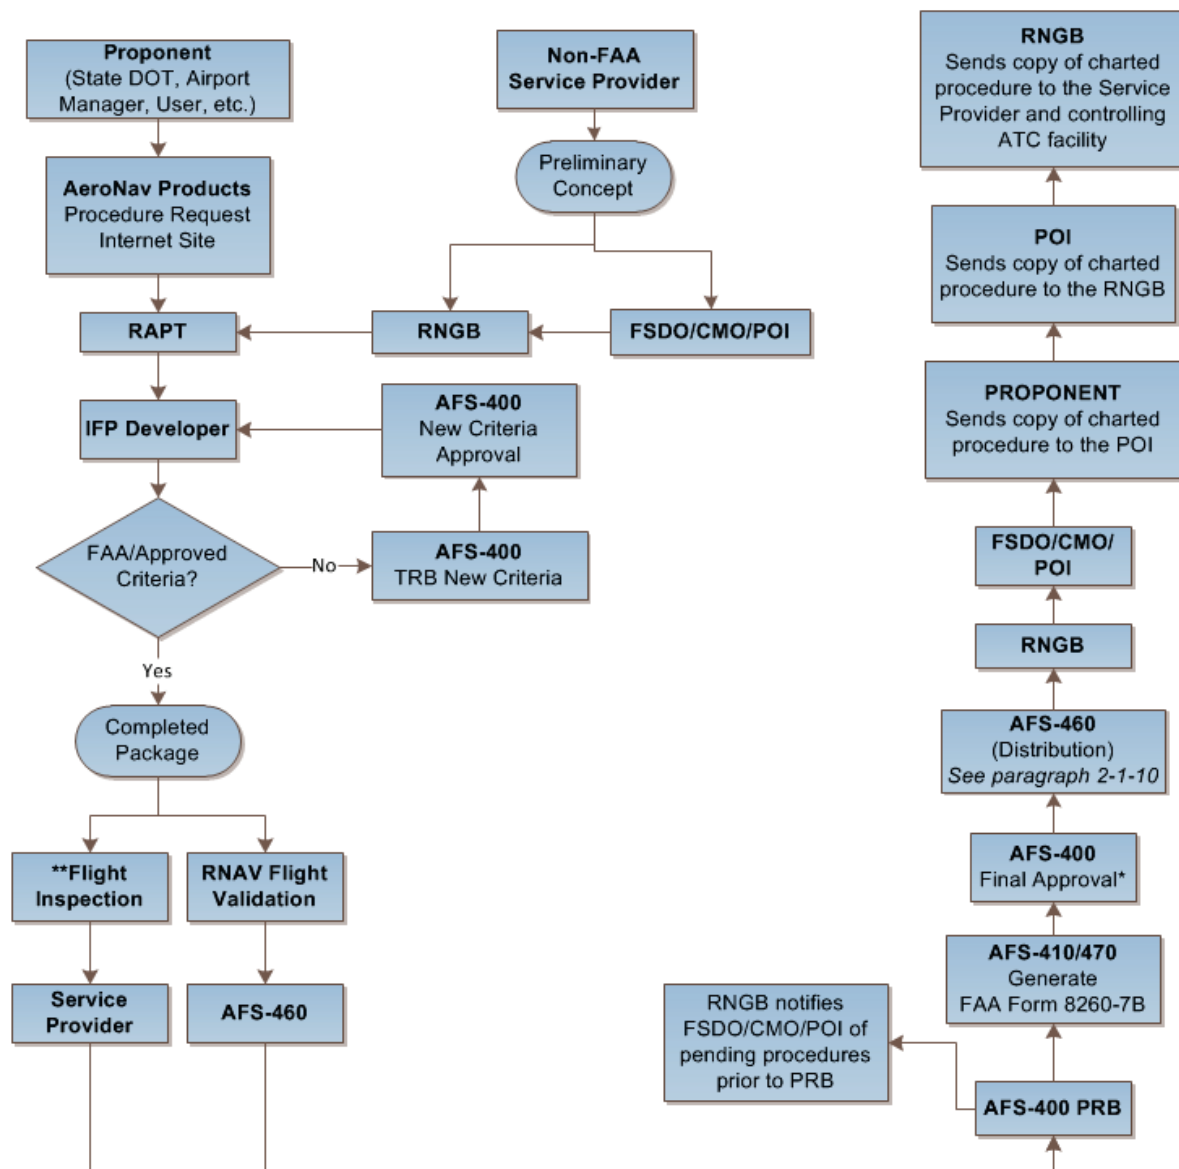 Proponent
(State DOT, Airport
Manager, User, etc.)
AeroNav Products
Procedure Request
Internet Site
Non-FAA
Service Provider
Preliminary
Concept
RAPT
RNGB
FSDO/CMO/POI
IFP Developer
AFS-400
New Criteria
Approval
FAA/Approved
Criteria?
No
AFS-400
TRB New Criteria
Yes
Completed
Package
**Flight
Inspection
RNAV Flight
Validation
Service
Provider
AFS-460
RNGB
Sends copy of charted
procedure to the Service
Provider and controlling
ATC facility
POI
Sends copy of charted
procedure to the RNGB
PROPONENT
Sends copy of charted
procedure to the POI
FSDO/CMO/
POI
RNGB
AFS-460
(Distribution)
See paragraph 2-1-10
AFS-400
Final Approval*
AFS-410/470
Generate
FAA Form 8260-7B
RNGB notifies
FSDO/CMO/POI of
pending procedures
prior to PRB
AFS-400 PRB